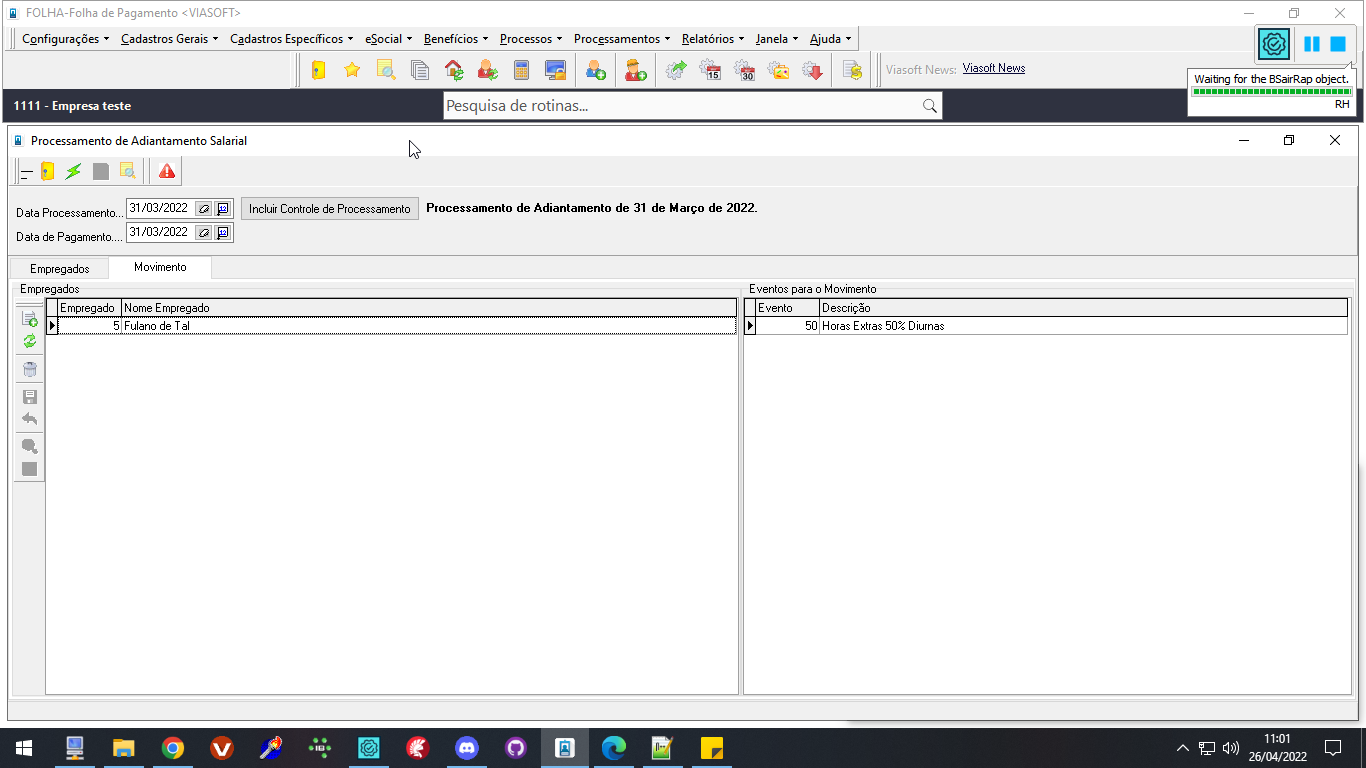 FOLHA-Folha de Pagamento <VIASOFT>
Configurações Cadastros Gerais Cadastros Específicos eSocial Benefícios Processos Processamentos Relatórios Janela Ajuda
15 30 Viasoft News: Viasoft News
Waiting for the BSairRap object.
RH
1111 - Empresa teste Pesquisa de rotinas...
Processamento de Adiantamento Salarial
Data Processamento... 31/03/2022 12 Incluir Controle de Processamento Processamento de Adiantamento de 31 de Março de 2022.
Data de Pagamento.... 31/03/2022 12
Empregados Movimento
Empregados Eventos para o Movimento
Empregado Nome Empregado Evento Descrição
5 Fulano de Tal 50 Horas Extras 50% Diurnas
11:01
26/04/2022